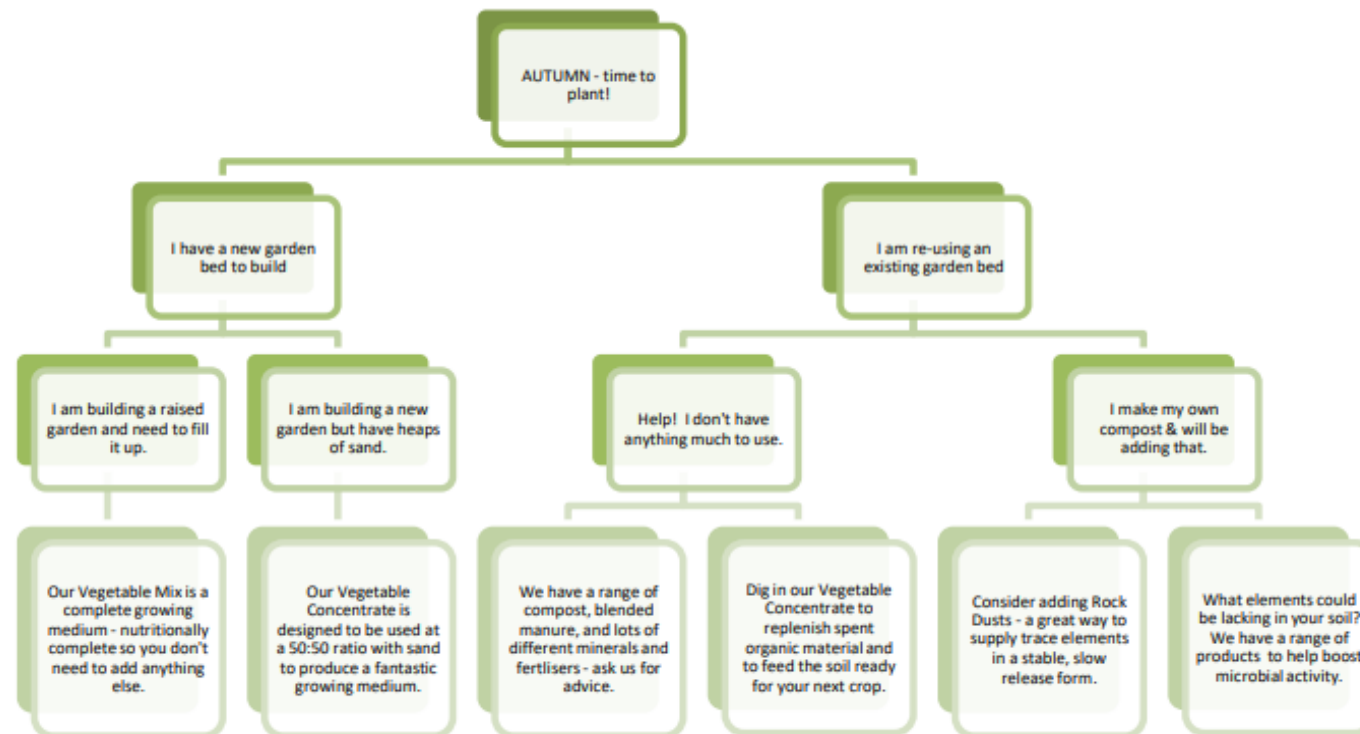 AUTUMN - time to
plant!
I have a new garden
bed to build
I am re-using an
existing garden bed
I am building a raised
garden and need to fill
it up.
I am building a new
garden but have heaps
of sand.
Help!  I don't have
anything much to use.
I make my own
compost & will be
adding that.
Our Vegetable Mix is a
complete growing
medium - nutritionally
complete so you don't
need to add anything
else.
Our Vegetable
Concentrate is
designed to be used at
a 50:50 ratio with sand
to produce a fantastic
growing medium.
We have a range of
compost, blended
manure, and lots of
different minerals and
fertlisers - ask us for
advice.
Dig in our Vegetable
Concentrate to
replenish spent
organic material and
to feed the soil ready
for your next crop.
Consider adding Rock
Dusts - a great way to
supply trace elements
in a stable, slow
release form.
What elements could
be lacking in your soil?
We have a range of
products  to help boost
microbial activity.